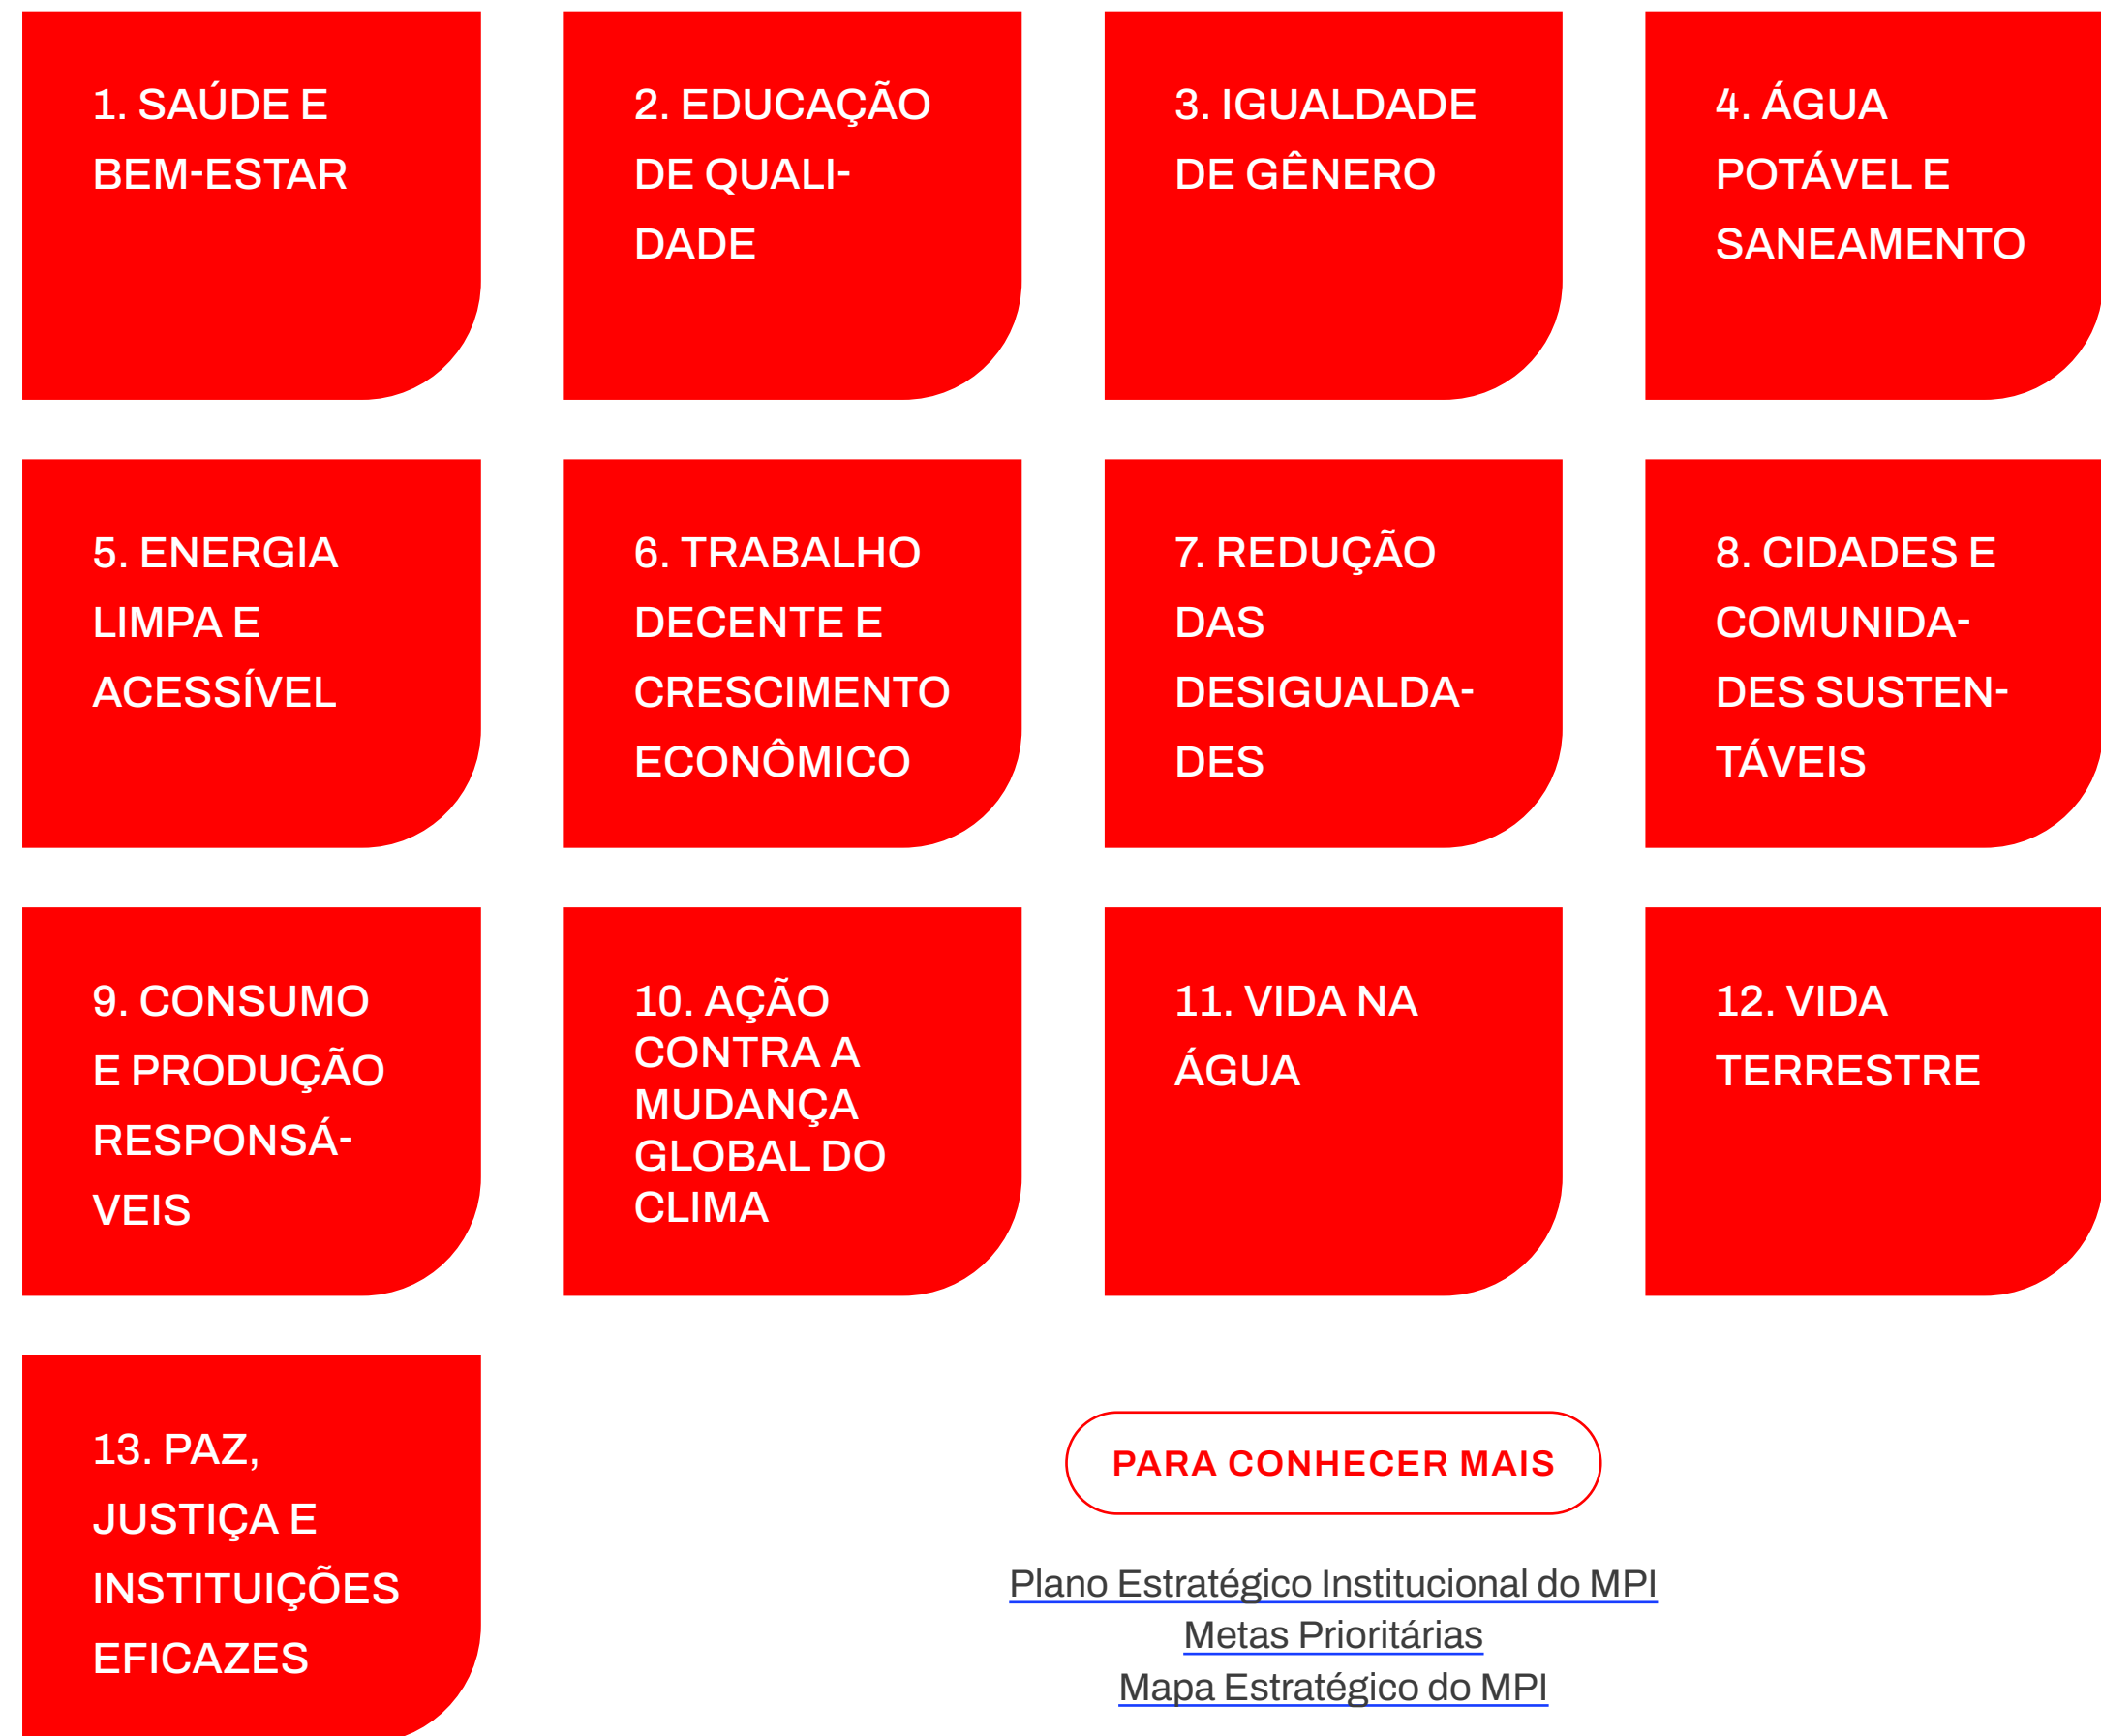 1. SAÚDE E
BEM-ESTAR
2. EDUCAÇÃO
DE QUALI-
DADE
3. IGUALDADE
DE GÊNERO
4. ÁGUA
POTÁVEL E
SANEAMENTO
5. ENERGIA
LIMPA E
ACESSÍVEL
6. TRABALHO
DECENTE E
CRESCIMENTO
ECONÔMICO
7. REDUÇÃO
DAS
DESIGUALDA-
DES
8. CIDADES E
COMUNIDA-
DES SUSTEN-
TÁVEIS
9. CONSUMO
E PRODUÇÃO
RESPONSÁ-
VEIS
10. AÇÃO
CONTRA A
MUDANÇA
GLOBAL DO
CLIMA
11. VIDA NA
ÁGUA
12. VIDA
TERRESTRE
13. PAZ,
JUSTIÇA E
INSTITUIÇÕES
EFICAZES
PARA CONHECER MAIS
Plano Estratégico Institucional do MPI
Metas Prioritárias
Mapa Estratégico do MPI